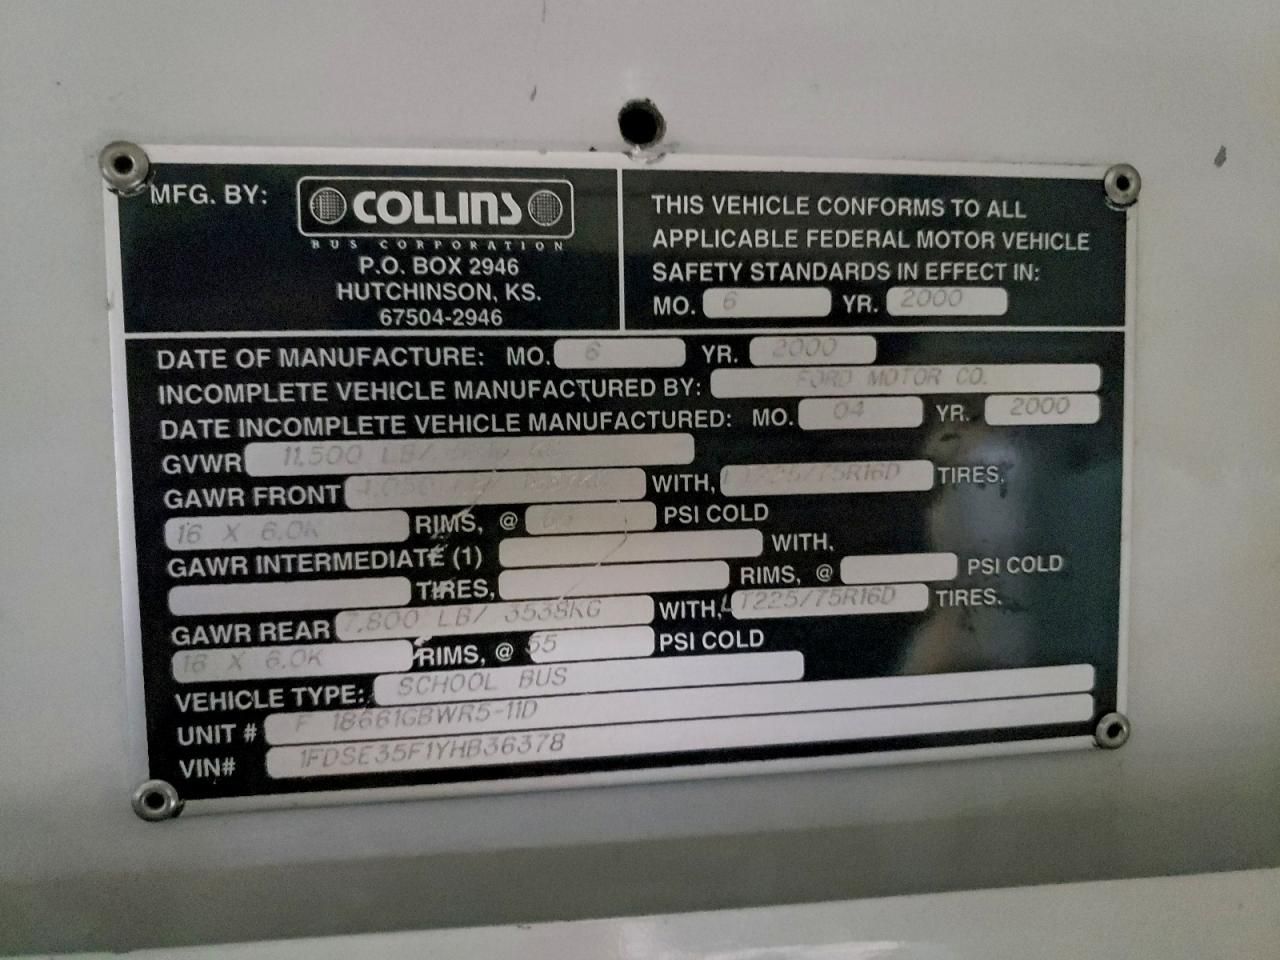 MFG. BY: COLLINS
BUS CORPORATION
P.O. BOX 2946
HUTCHINSON, KS.
67504-2946
THIS VEHICLE CONFORMS TO ALL
APPLICABLE FEDERAL MOTOR VEHICLE
SAFETY STANDARDS IN EFFECT IN:
MO. 6 YR. 2000
DATE OF MANUFACTURE: MO. 6 YR. 2000
INCOMPLETE VEHICLE MANUFACTURED BY: FORD MOTOR CO.
DATE INCOMPLETE VEHICLE MANUFACTURED: MO. 04 YR. 2000
GVWR 11,500 LB/
GAWR FRONT WITH, LT225/75R16D TIRES,
16 X 6.0K RIMS, @ PSI COLD
GAWR INTERMEDIATE (1) WITH,
TIRES, RIMS, @ PSI COLD
GAWR REAR 7,800 LB/ 3538KG WITH, LT225/75R16D TIRES.
16 X 6.0K RIMS, @ 55 PSI COLD
VEHICLE TYPE: SCHOOL BUS
UNIT # F 18661GBWR5-11D
VIN# 1FDSE35F1YHB36378